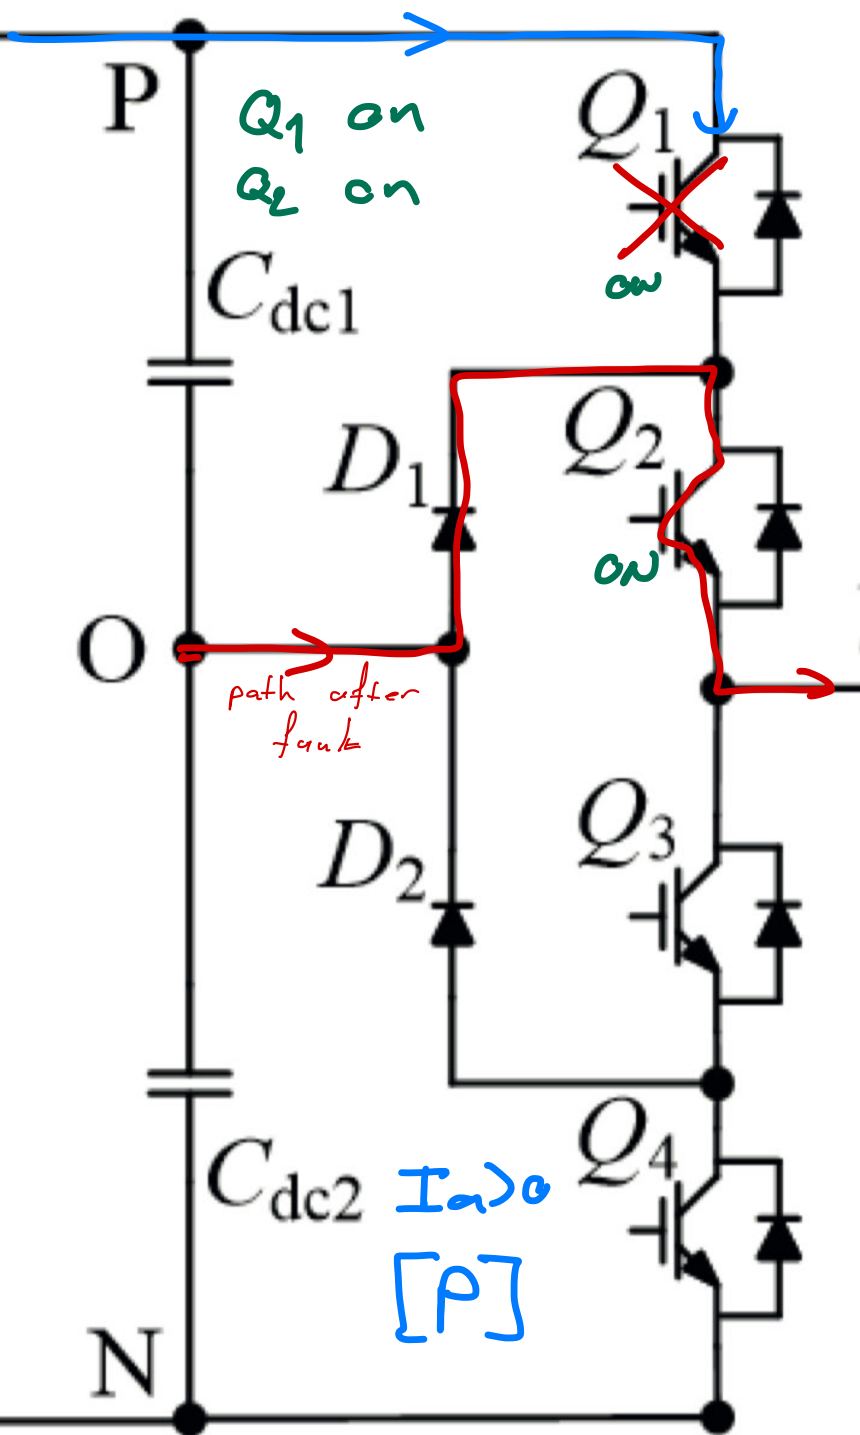 P
Q1 on
Q2 on
Q1
on
Cdc1
Q2
D1
ON
O
path after
fault
Q3
D2
Q4
Cdc2
Ia>0
[P]
N